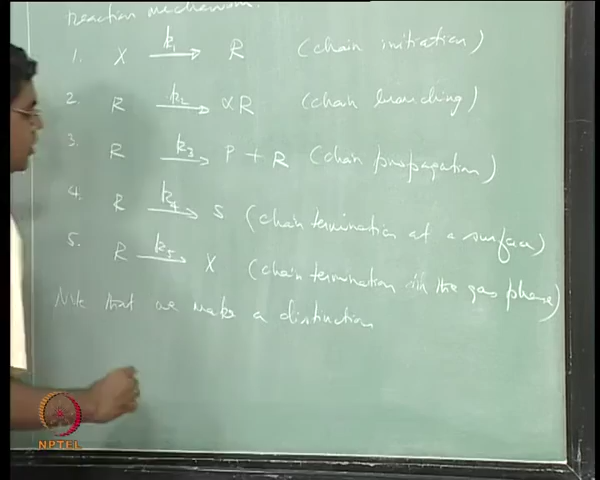 Reaction mechanism:
1. X k1→ R (chain initiation)
2. R k2→ αR (chain branching)
3. R k3→ P + R (chain propagation)
4. R k4→ S (chain termination at a surface)
5. R k5→ X (chain termination in the gas phase)
Note that we make a distinction
NPTEL